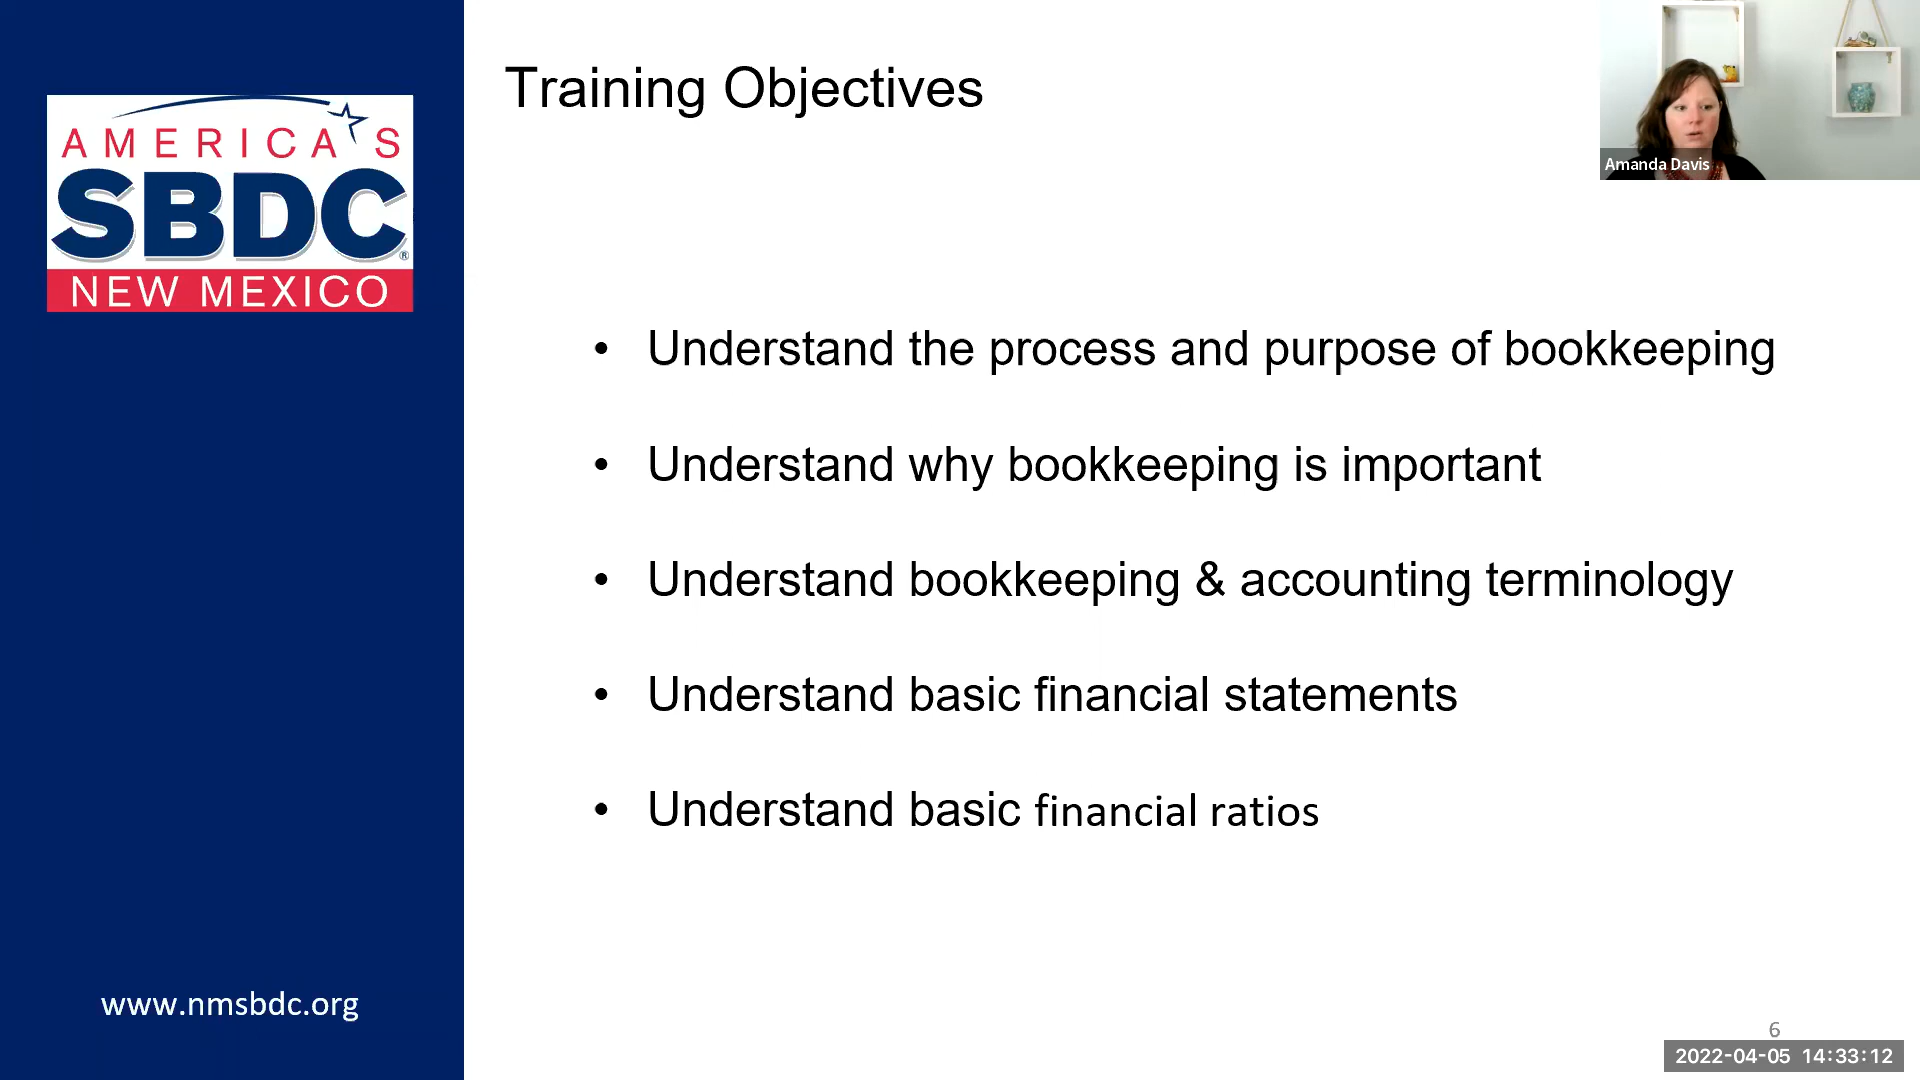 Training Objectives
Amanda Davis
AMERICA'S
SBDC®
NEW MEXICO
• Understand the process and purpose of bookkeeping
• Understand why bookkeeping is important
• Understand bookkeeping & accounting terminology
• Understand basic financial statements
• Understand basic financial ratios
www.nmsbdc.org
6
2022-04-05 14:33:12